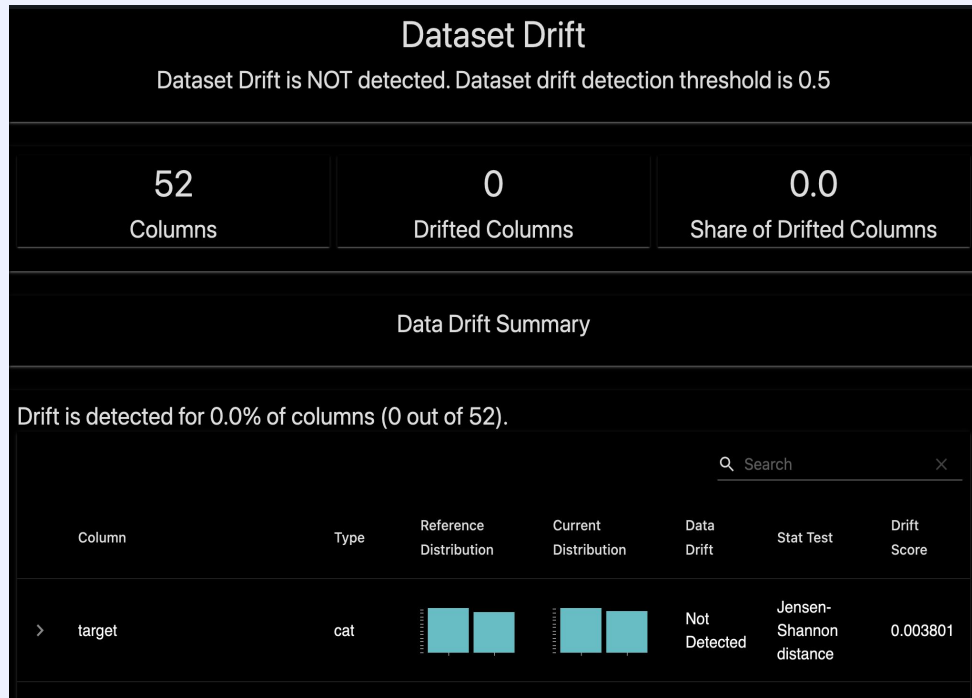 Dataset Drift
Dataset Drift is NOT detected. Dataset drift detection threshold is 0.5
52
Columns
0
Drifted Columns
0.0
Share of Drifted Columns
Data Drift Summary
Drift is detected for 0.0% of columns (0 out of 52).
Search
Column
Type
Reference
Distribution
Current
Distribution
Data
Drift
Stat Test
Drift
Score
target
cat
Not
Detected
Jensen-
Shannon
distance
0.003801